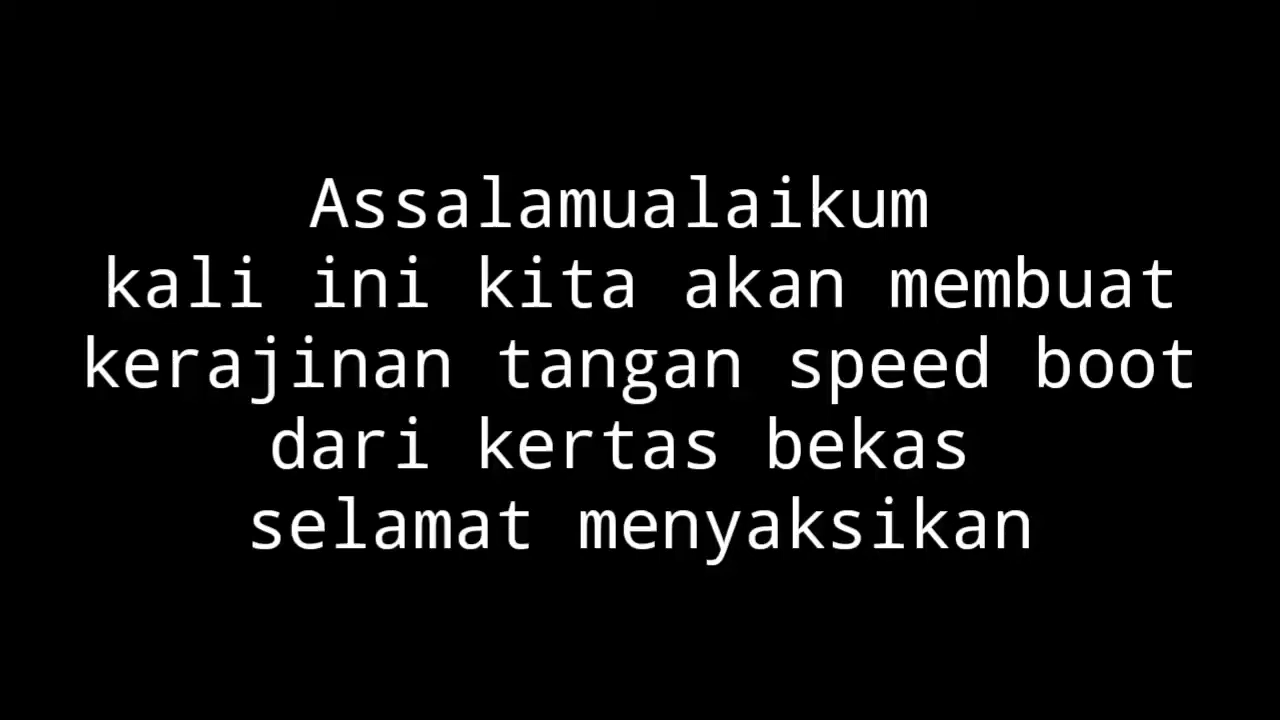 Assalamualaikum
kali ini kita akan membuat
kerajinan tangan speed boot
dari kertas bekas
selamat menyaksikan